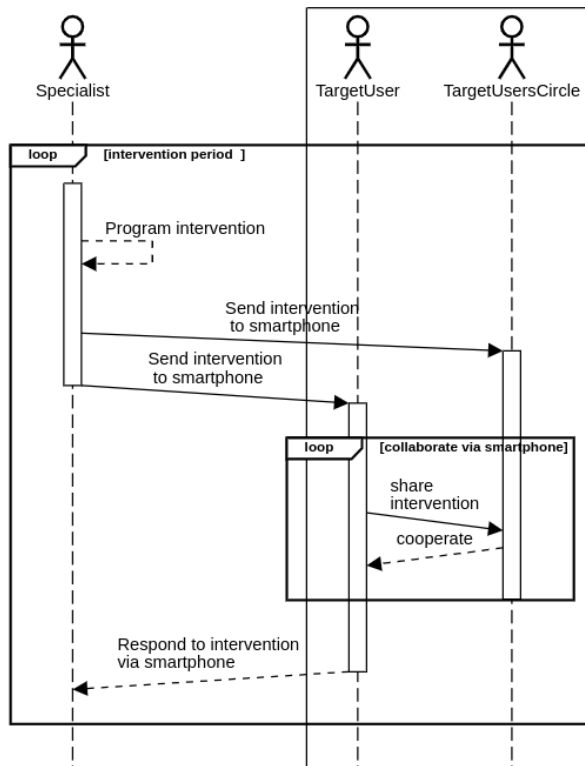 Specialist
TargetUser
TargetUsersCircle
loop
[intervention period ]
Program intervention
Send intervention
to smartphone
Send intervention
to smartphone
loop
[collaborate via smartphone]
share
intervention
cooperate
Respond to intervention
via smartphone